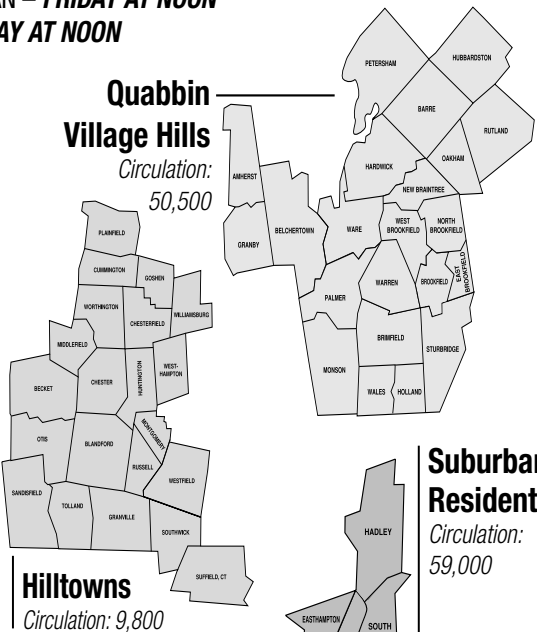 AN – FRIDAY AT NOON
AY AT NOON
Quabbin
Village Hills
Circulation:
50,500
PETERSHAM
HUBBARDSTON
BARRE
RUTLAND
HARDWICK
OAKHAM
NEW BRAINTREE
AMHERST
BELCHERTOWN
GRANBY
WARE
WEST
BROOKFIELD
NORTH
BROOKFIELD
EAST
BROOKFIELD
BROOKFIELD
WARREN
PALMER
BRIMFIELD
STURBRIDGE
MONSON
WALES
HOLLAND
PLAINFIELD
CUMMINGTON
GOSHEN
WORTHINGTON
CHESTERFIELD
WILLIAMSBURG
MIDDLEFIELD
BECKET
CHESTER
HUNTINGTON
WEST-
HAMPTON
OTIS
BLANDFORD
MONTGOMERY
RUSSELL
WESTFIELD
SANDISFIELD
TOLLAND
GRANVILLE
SOUTHWICK
SUFFIELD, CT
Hilltowns
Circulation: 9,800
Suburban
Resident
Circulation:
59,000
HADLEY
EASTHAMPTON
SOUTH